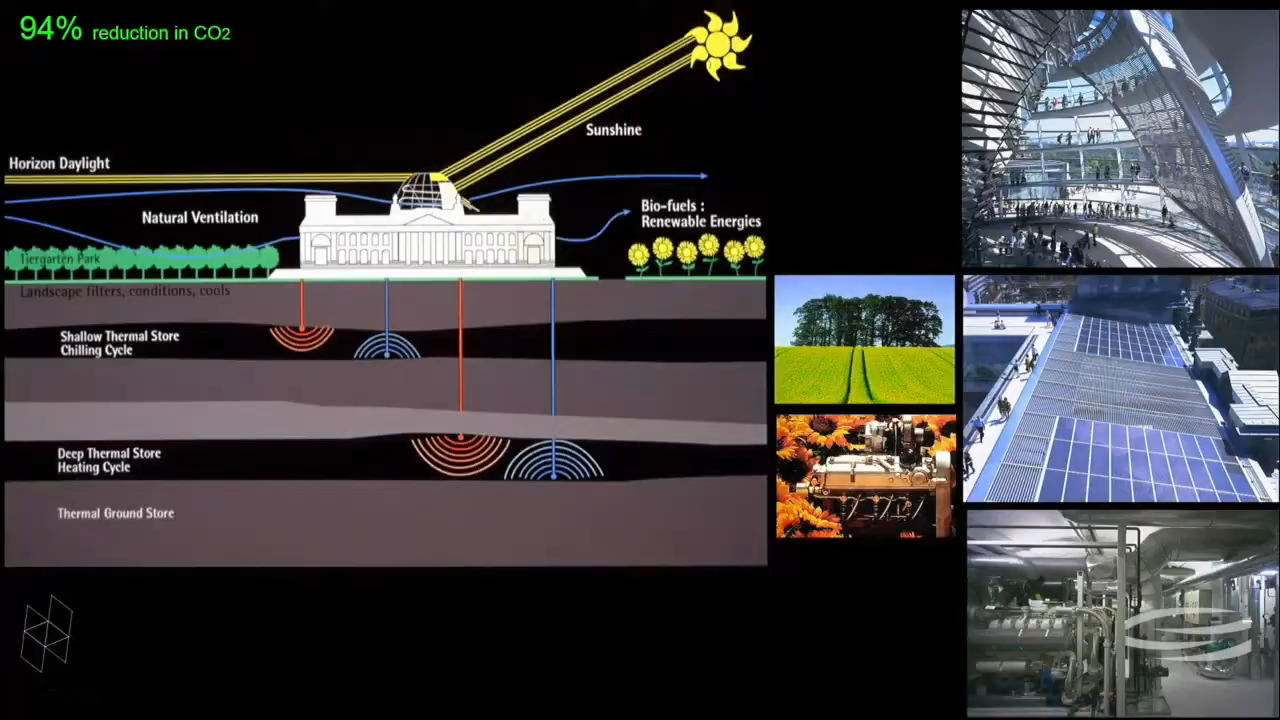 94% reduction in CO2
Sunshine
Horizon Daylight
Natural Ventilation
Bio-fuels :
Renewable Energies
Tiergarten Park
Landscape filters, conditions, cools
Shallow Thermal Store
Chilling Cycle
Deep Thermal Store
Heating Cycle
Thermal Ground Store